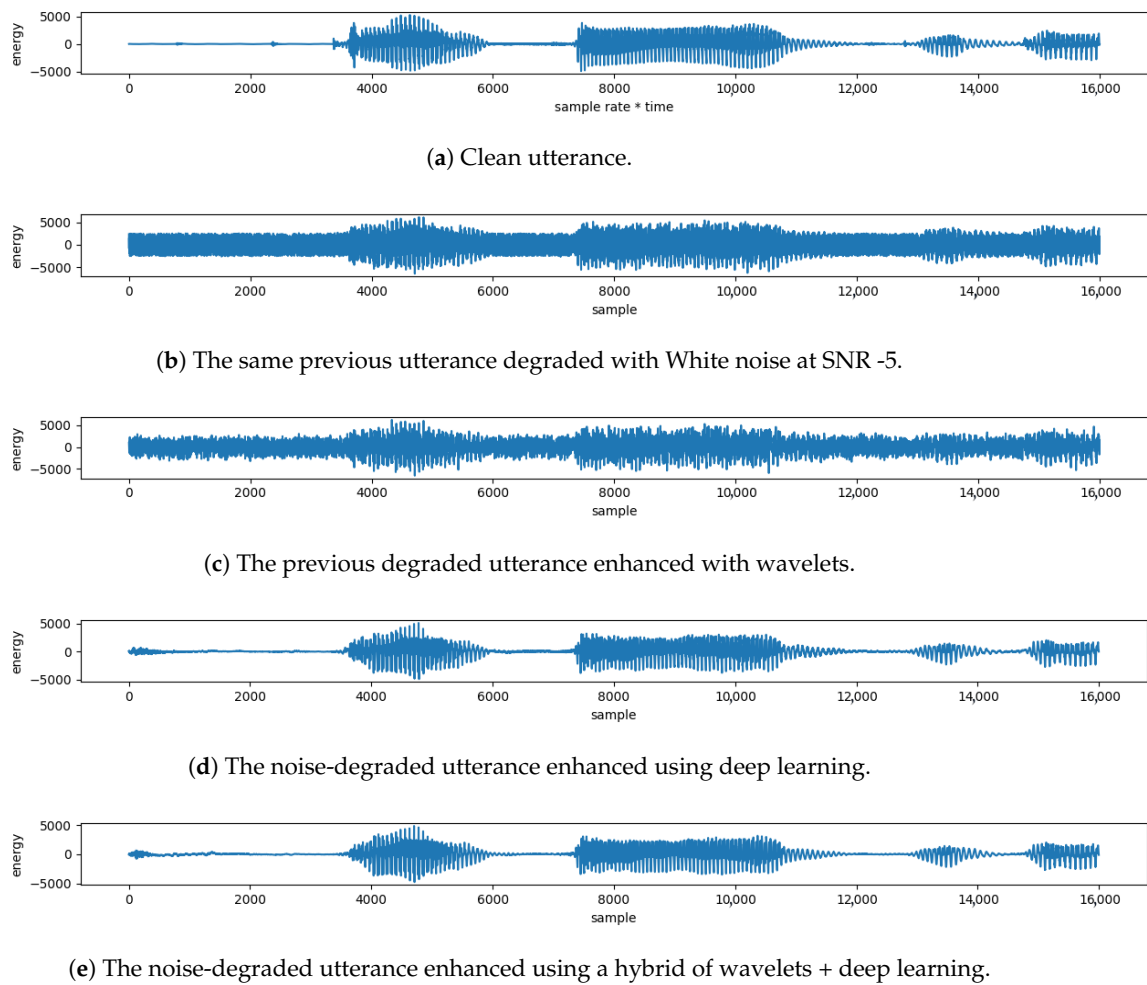 5000
0
−5000
energy
0 2000 4000 6000 8000 10,000 12,000 14,000 16,000
sample rate * time
(a) Clean utterance.
5000
0
−5000
energy
0 2000 4000 6000 8000 10,000 12,000 14,000 16,000
sample
(b) The same previous utterance degraded with White noise at SNR -5.
5000
0
−5000
energy
0 2000 4000 6000 8000 10,000 12,000 14,000 16,000
sample
(c) The previous degraded utterance enhanced with wavelets.
5000
0
−5000
energy
0 2000 4000 6000 8000 10,000 12,000 14,000 16,000
sample
(d) The noise-degraded utterance enhanced using deep learning.
5000
0
−5000
energy
0 2000 4000 6000 8000 10,000 12,000 14,000 16,000
sample
(e) The noise-degraded utterance enhanced using a hybrid of wavelets + deep learning.